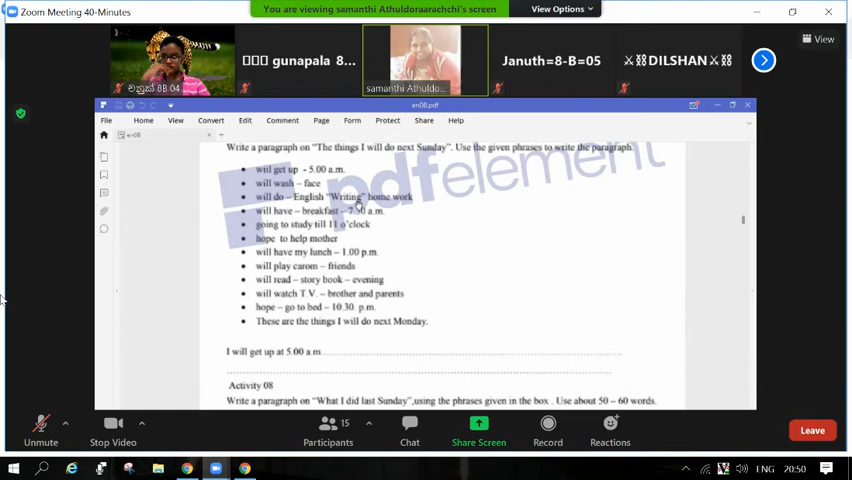 Zoom Meeting 40-Minutes
You are viewing samanthi Athuldoraarachchi's screen
View Options
View
චනුක් 8B 04
gunapala 8...
samanthi Athuldo...
Januth=8-B=05
DILSHAN
en08.pdf
File Home View Convert Edit Comment Page Form Protect Share Help
en08
Write a paragraph on "The things I will do next Sunday". Use the given phrases to write the paragraph.
• will get up - 5.00 a.m.
• will wash – face
• will do – English "Writing" home work
• will have – breakfast – 7.30 a.m.
• going to study till 11 o'clock
• hope to help mother
• will have my lunch – 1.00 p.m.
• will play carom – friends
• will read – story book – evening
• will watch T.V. – brother and parents
• hope – go to bed – 10.30. p.m.
• These are the things I will do next Monday.
pdfelement
I will get up at 5.00 a.m.
Activity 08
Write a paragraph on "What I did last Sunday",using the phrases given in the box . Use about 50 – 60 words.
Unmute
Stop Video
15
Participants
Chat
Share Screen
Record
Reactions
Leave
ENG 20:50